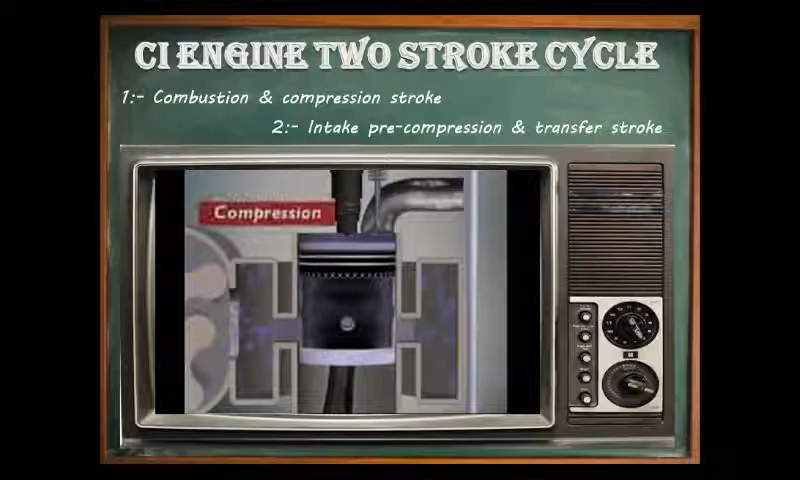 CI ENGINE TWO STROKE CYCLE
1:- Combustion & compression stroke
2:- Intake pre-compression & transfer stroke
Compression